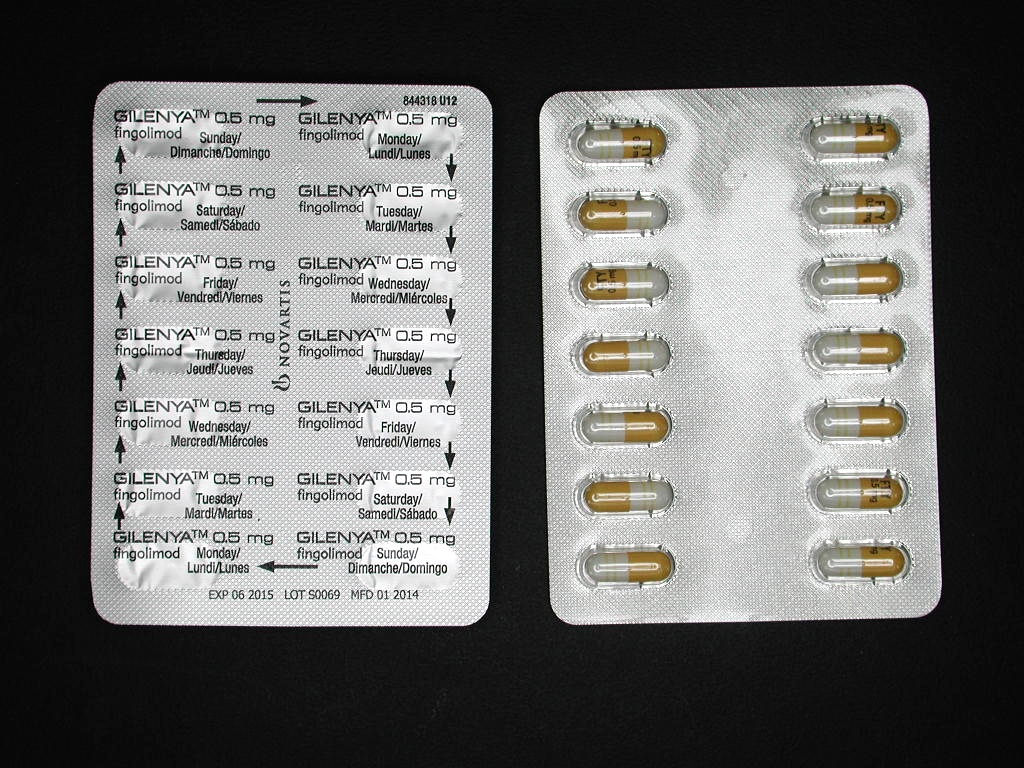 844318 U12
GILENYA™ 0.5 mg
fingolimod
Sunday/
Dimanche/Domingo
GILENYA™ 0.5 mg
fingolimod
Monday/
Lundi/Lunes
GILENYA™ 0.5 mg
fingolimod
Saturday/
Samedi/Sábado
GILENYA™ 0.5 mg
fingolimod
Tuesday/
Mardi/Martes
GILENYA™ 0.5 mg
fingolimod
Friday/
Vendredi/Viernes
GILENYA™ 0.5 mg
fingolimod
Wednesday/
Mercredi/Miércoles
NOVARTIS
GILENYA™ 0.5 mg
fingolimod
Thursday/
Jeudi/Jueves
GILENYA™ 0.5 mg
fingolimod
Thursday/
Jeudi/Jueves
GILENYA™ 0.5 mg
fingolimod
Wednesday/
Mercredi/Miércoles
GILENYA™ 0.5 mg
fingolimod
Friday/
Vendredi/Viernes
GILENYA™ 0.5 mg
fingolimod
Tuesday/
Mardi/Martes
GILENYA™ 0.5 mg
fingolimod
Saturday/
Samedi/Sábado
GILENYA™ 0.5 mg
fingolimod
Monday/
Lundi/Lunes
GILENYA™ 0.5 mg
fingolimod
Sunday/
Dimanche/Domingo
EXP 06 2015 LOT S0069 MFD 01 2014
FTY